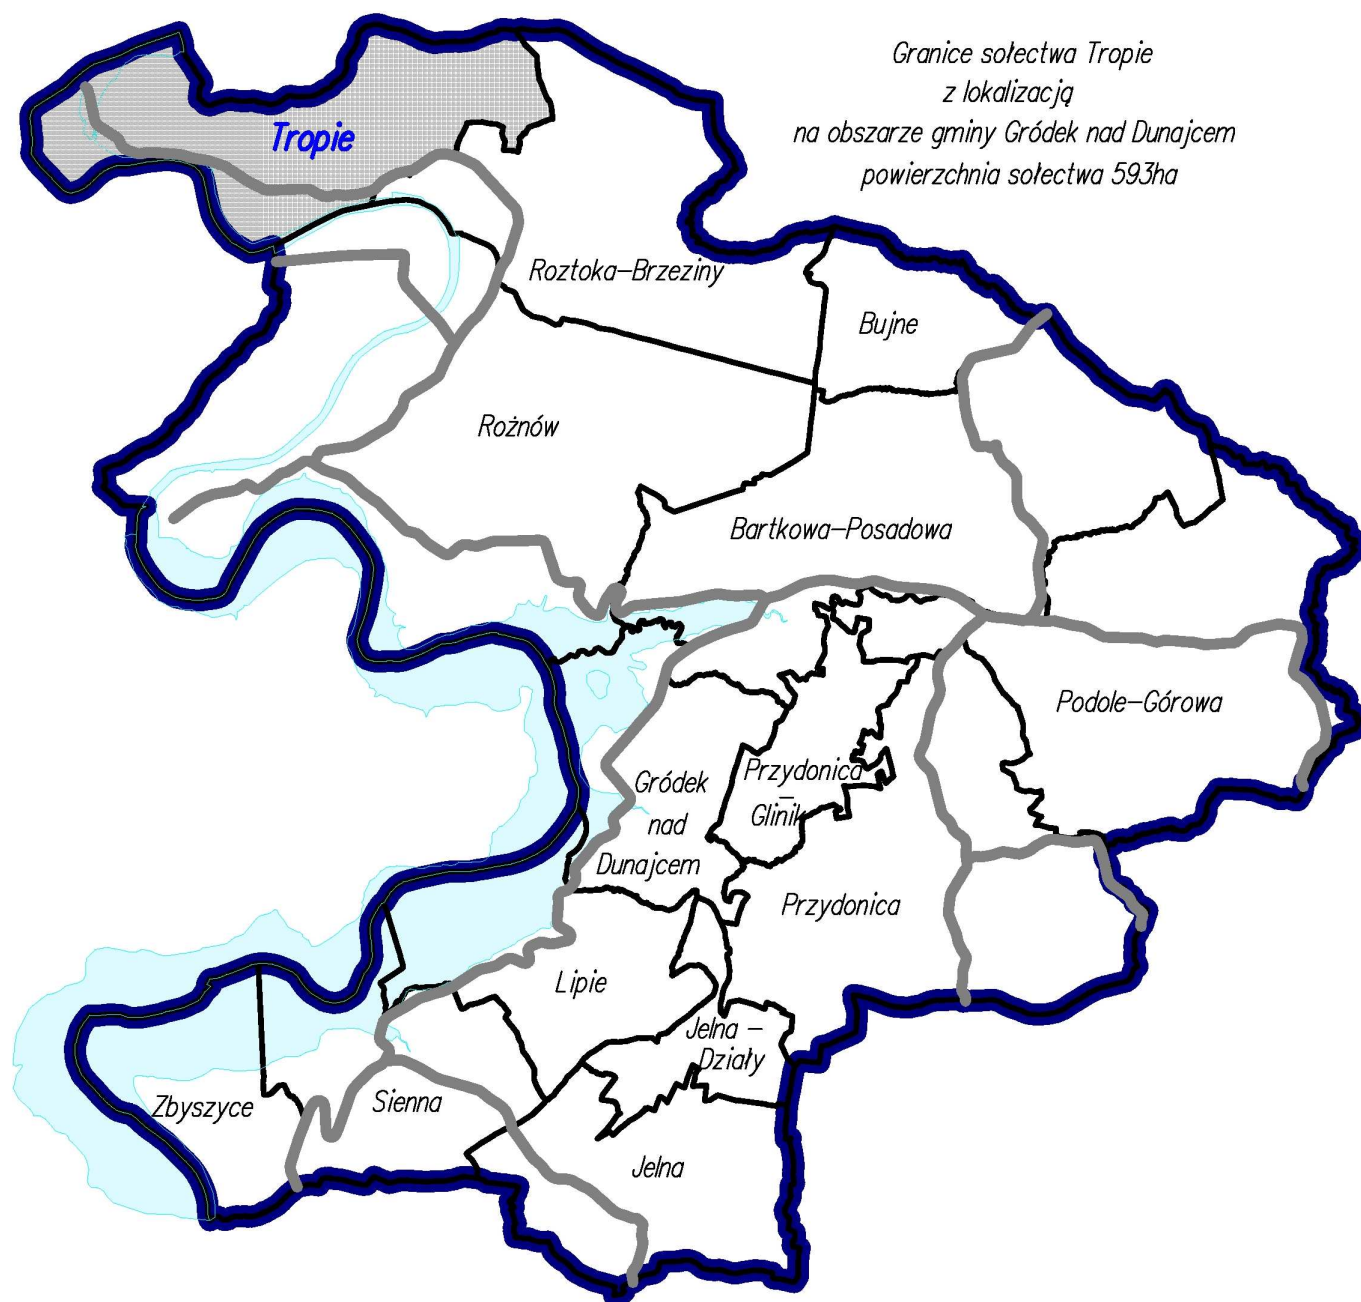 Granice sołectwa Tropie
z lokalizacją
na obszarze gminy Gródek nad Dunajcem
powierzchnia sołectwa 593ha
Tropie
Roztoka-Brzeziny
Bujne
Rożnów
Bartkowa-Posadowa
Podole-Górowa
Przydonica
-
Glinik
Gródek
nad
Dunajcem
Przydonica
Lipie
Jelna -
Działy
Zbyszyce
Sienna
Jelna